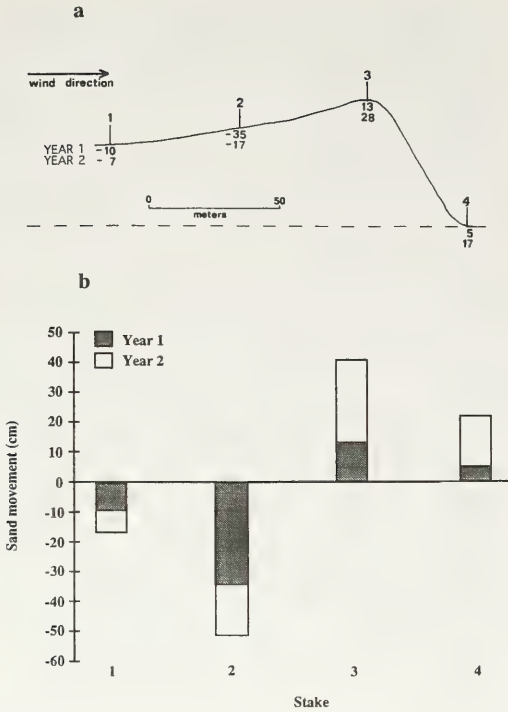 a
wind direction
1
2
3
4
YEAR 1 -10 -35 13 5
YEAR 2 - 7 -17 28 17
0 50
meters
b
Year 1
Year 2
50
40
30
20
10
0
-10
-20
-30
-40
-50
-60
Sand movement (cm)
1 2 3 4
Stake